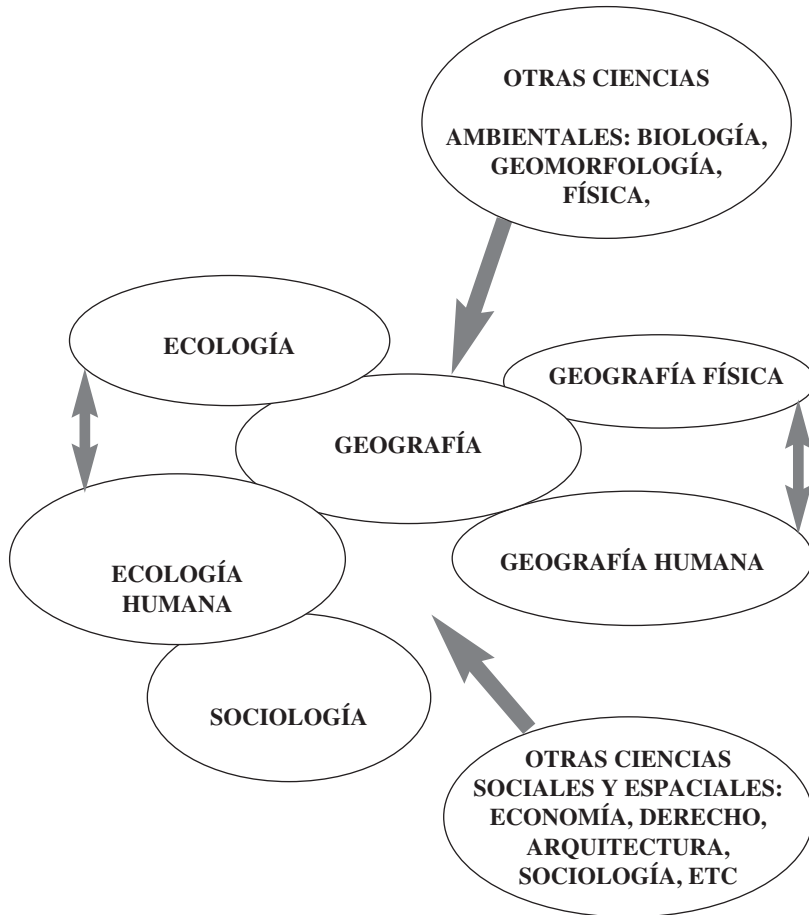 OTRAS CIENCIAS
AMBIENTALES: BIOLOGÍA,
GEOMORFOLOGÍA,
FÍSICA,
ECOLOGÍA
GEOGRAFÍA FÍSICA
GEOGRAFÍA
ECOLOGÍA
HUMANA
GEOGRAFÍA HUMANA
SOCIOLOGÍA
OTRAS CIENCIAS
SOCIALES Y ESPACIALES:
ECONOMÍA, DERECHO,
ARQUITECTURA,
SOCIOLOGÍA, ETC